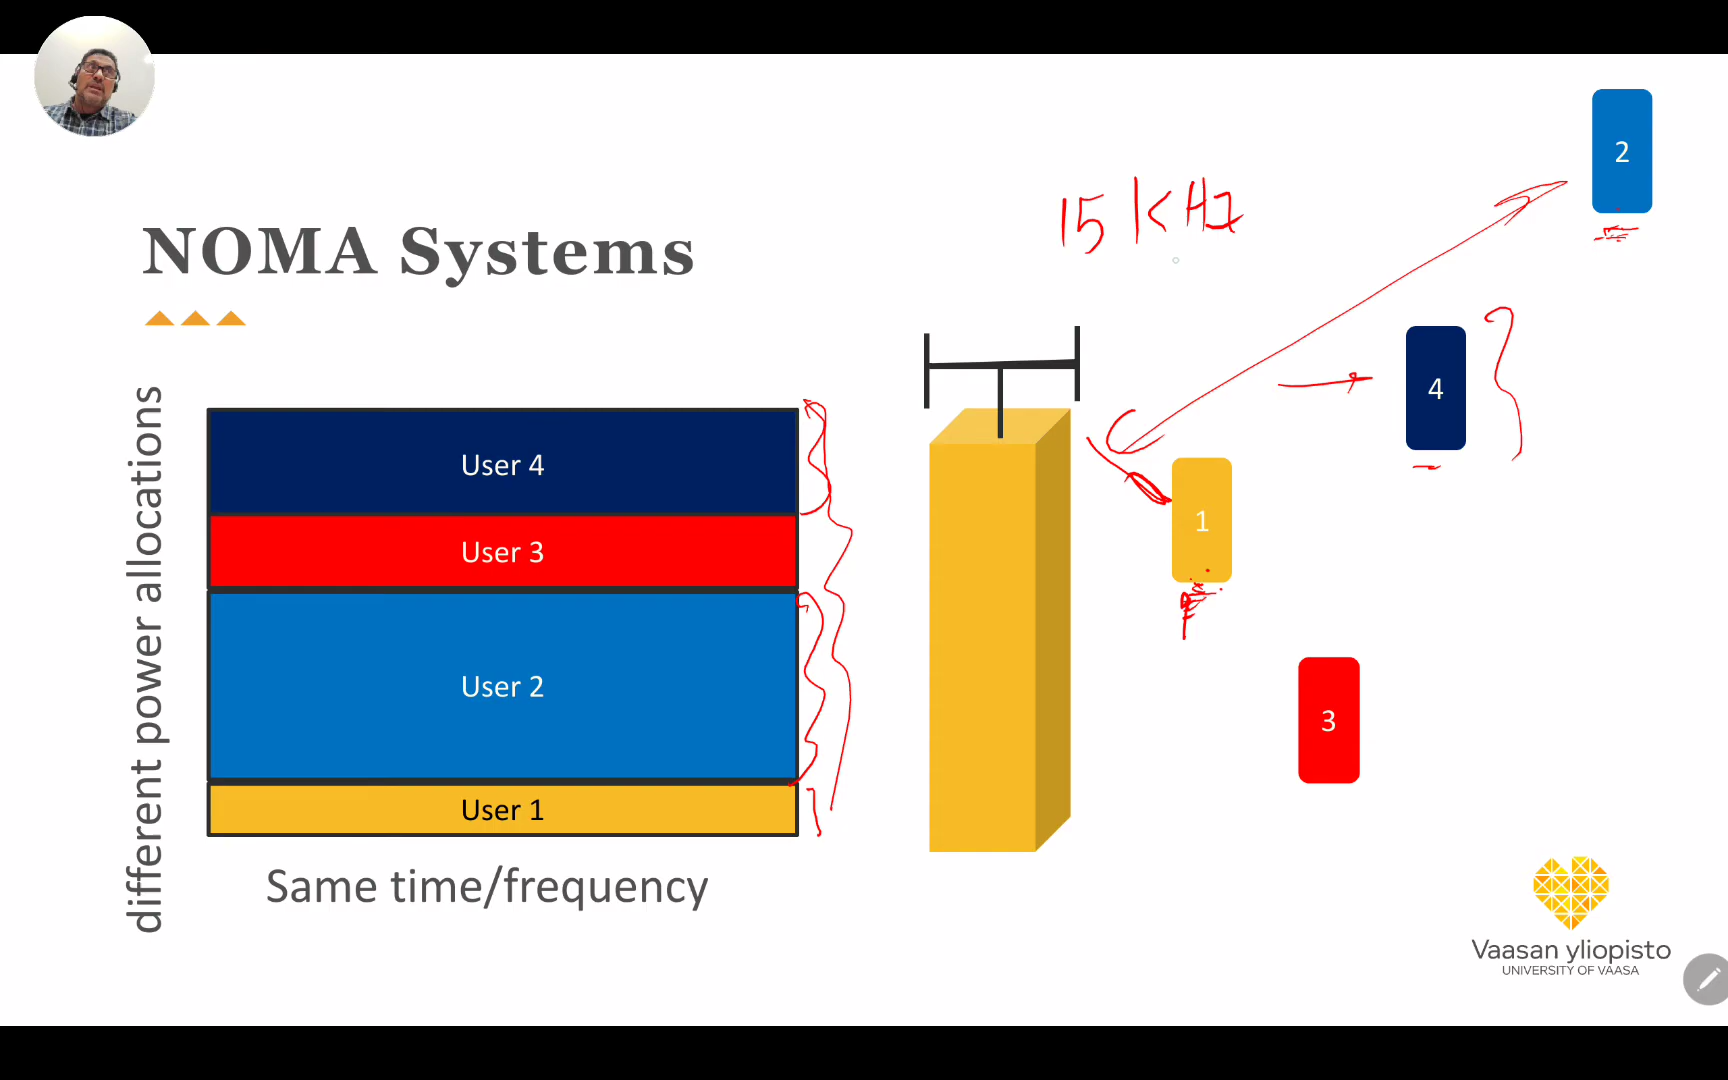 NOMA Systems
15 KHz
2
4
1
3
different power allocations
User 4
User 3
User 2
User 1
Same time/frequency
Vaasan yliopisto
UNIVERSITY OF VAASA